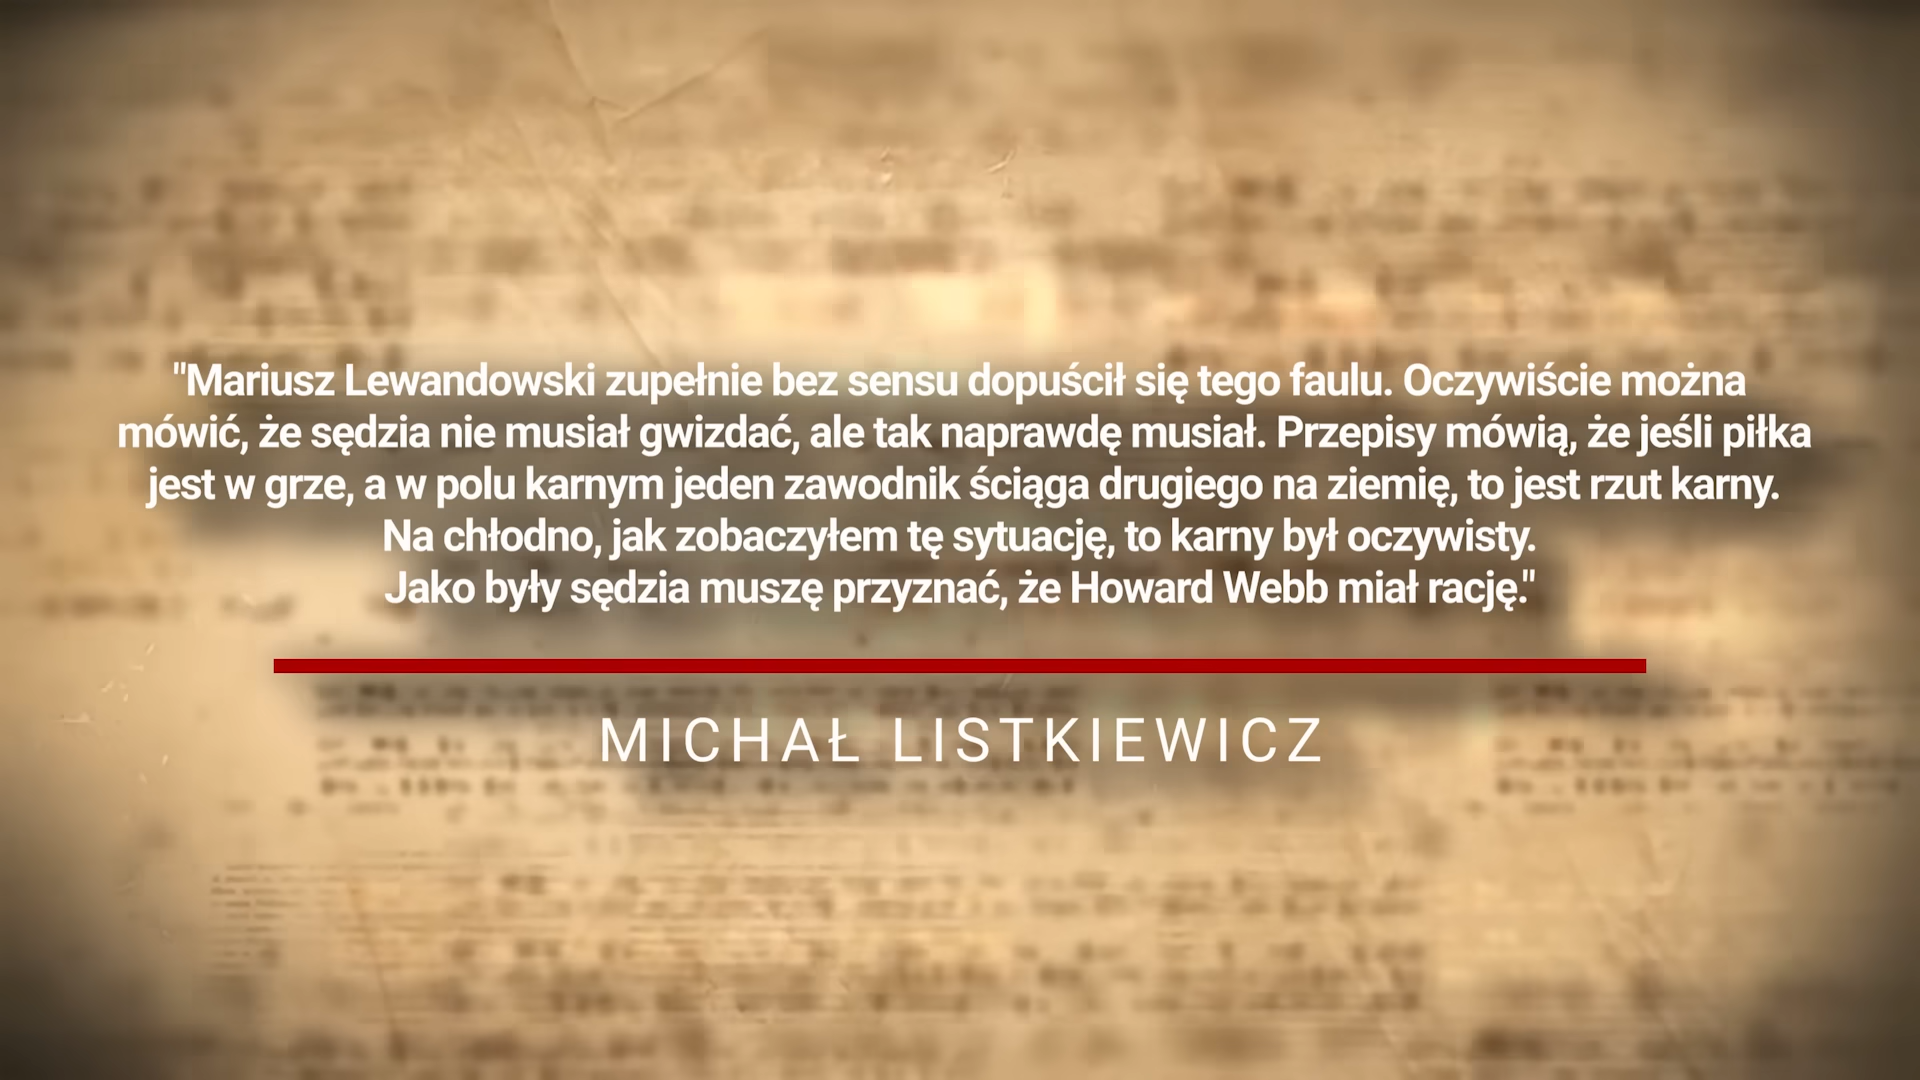 "Mariusz Lewandowski zupełnie bez sensu dopuścił się tego faulu. Oczywiście można
mówić, że sędzia nie musiał gwizdać, ale tak naprawdę musiał. Przepisy mówią, że jeśli piłka
jest w grze, a w polu karnym jeden zawodnik ściąga drugiego na ziemię, to jest rzut karny.
Na chłodno, jak zobaczyłem tę sytuację, to karny był oczywisty.
Jako były sędzia muszę przyznać, że Howard Webb miał rację."
MICHAŁ LISTKIEWICZ